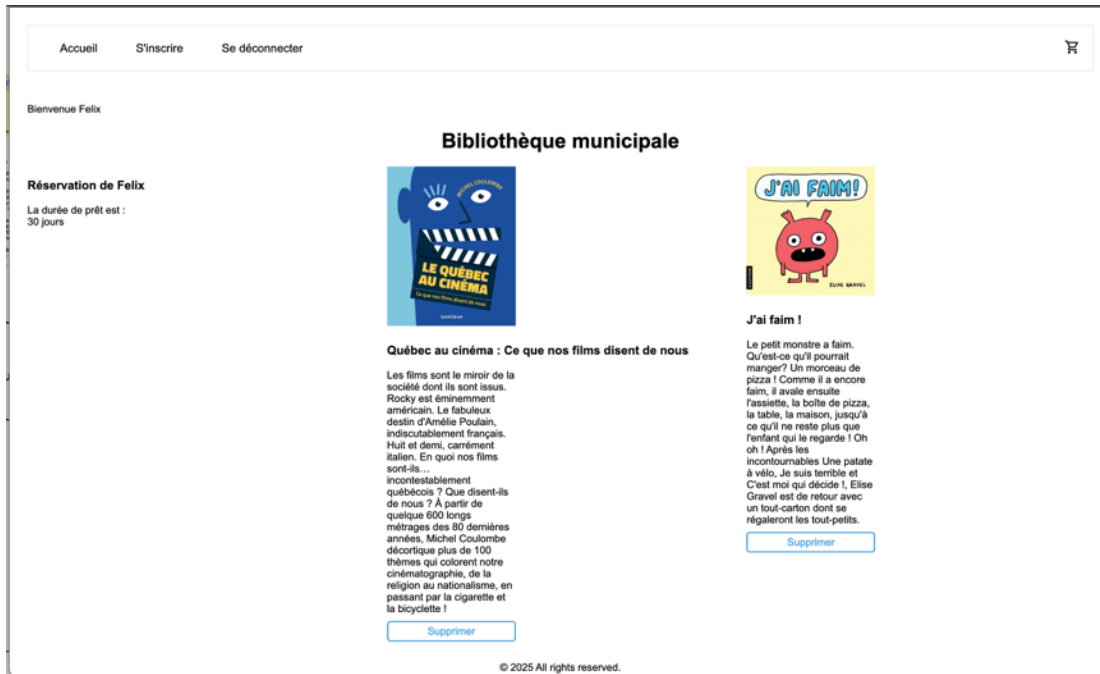 Accueil
S'inscrire
Se déconnecter
Bienvenue Felix
Bibliothèque municipale
Réservation de Felix
La durée de prêt est :
30 jours
MICHEL COULOMBE
LE QUÉBEC
AU CINÉMA
Ce que nos films disent de nous
Québec au cinéma : Ce que nos films disent de nous
Les films sont le miroir de la
société dont ils sont issus.
Rocky est éminemment
américain. Le fabuleux
destin d'Amélie Poulain,
indiscutablement français.
Huit et demi, carrément
italien. En quoi nos films
sont-ils…
incontestablement
québécois ? Que disent-ils
de nous ? À partir de
quelque 600 longs
métrages des 80 dernières
années, Michel Coulombe
décortique plus de 100
thèmes qui colorent notre
cinématographie, de la
religion au nationalisme, en
passant par la cigarette et
la bicyclette !
Supprimer
J'AI FAIM!
ELISE GRAVEL
J'ai faim !
Le petit monstre a faim.
Qu'est-ce qu'il pourrait
manger? Un morceau de
pizza ! Comme il a encore
faim, il avale ensuite
l'assiette, la boîte de pizza,
la table, la maison, jusqu'à
ce qu'il ne reste plus que
l'enfant qui le regarde ! Oh
oh ! Après les
incontournables Une patate
à vélo, Je suis terrible et
C'est moi qui décide !, Elise
Gravel est de retour avec
un tout-carton dont se
régaleront les tout-petits.
Supprimer
© 2025 All rights reserved.